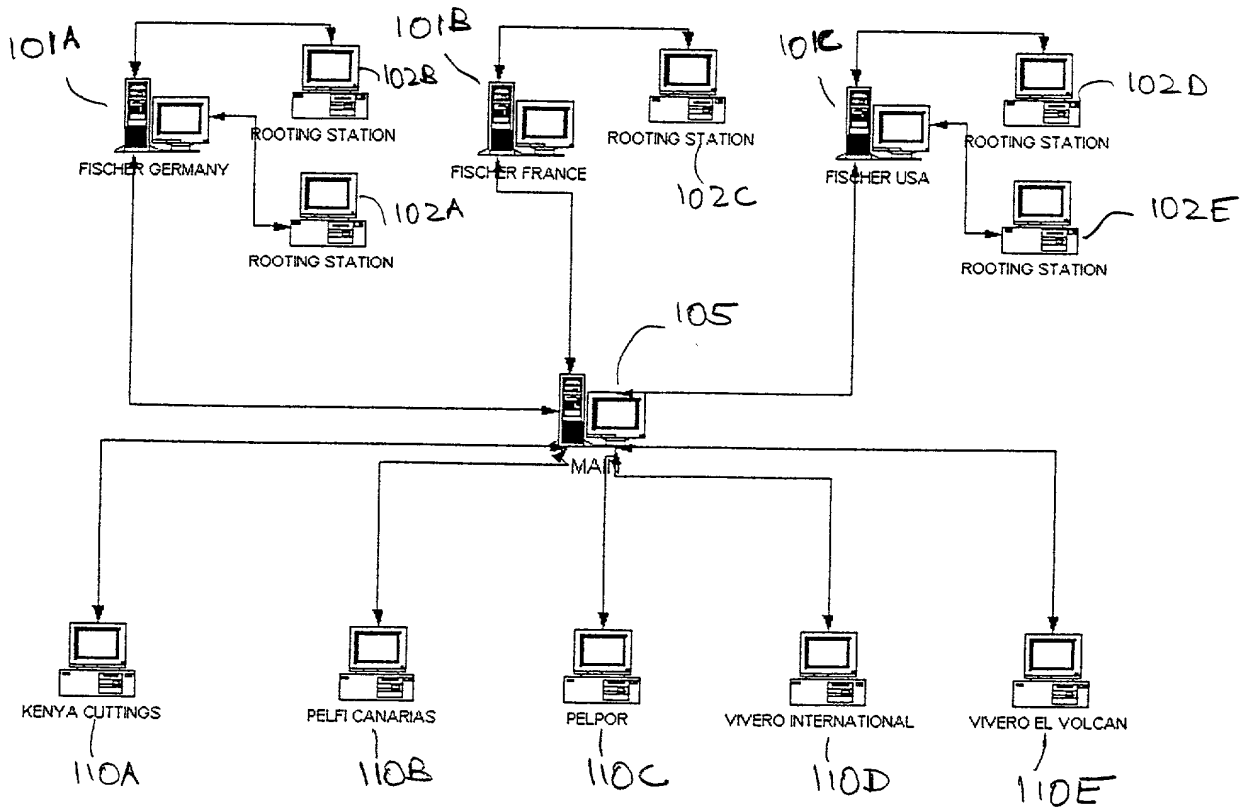 101A
102B
ROOTING STATION
FISCHER GERMANY
102A
ROOTING STATION
101B
ROOTING STATION
FISCHER FRANCE
102C
101C
102D
ROOTING STATION
FISCHER USA
102E
ROOTING STATION
105
MAIN
KENYA CUTTINGS
PELFI CANARIAS
PELPOR
VIVERO INTERNATIONAL
VIVERO EL VOLCAN
110A
110B
110C
110D
110E